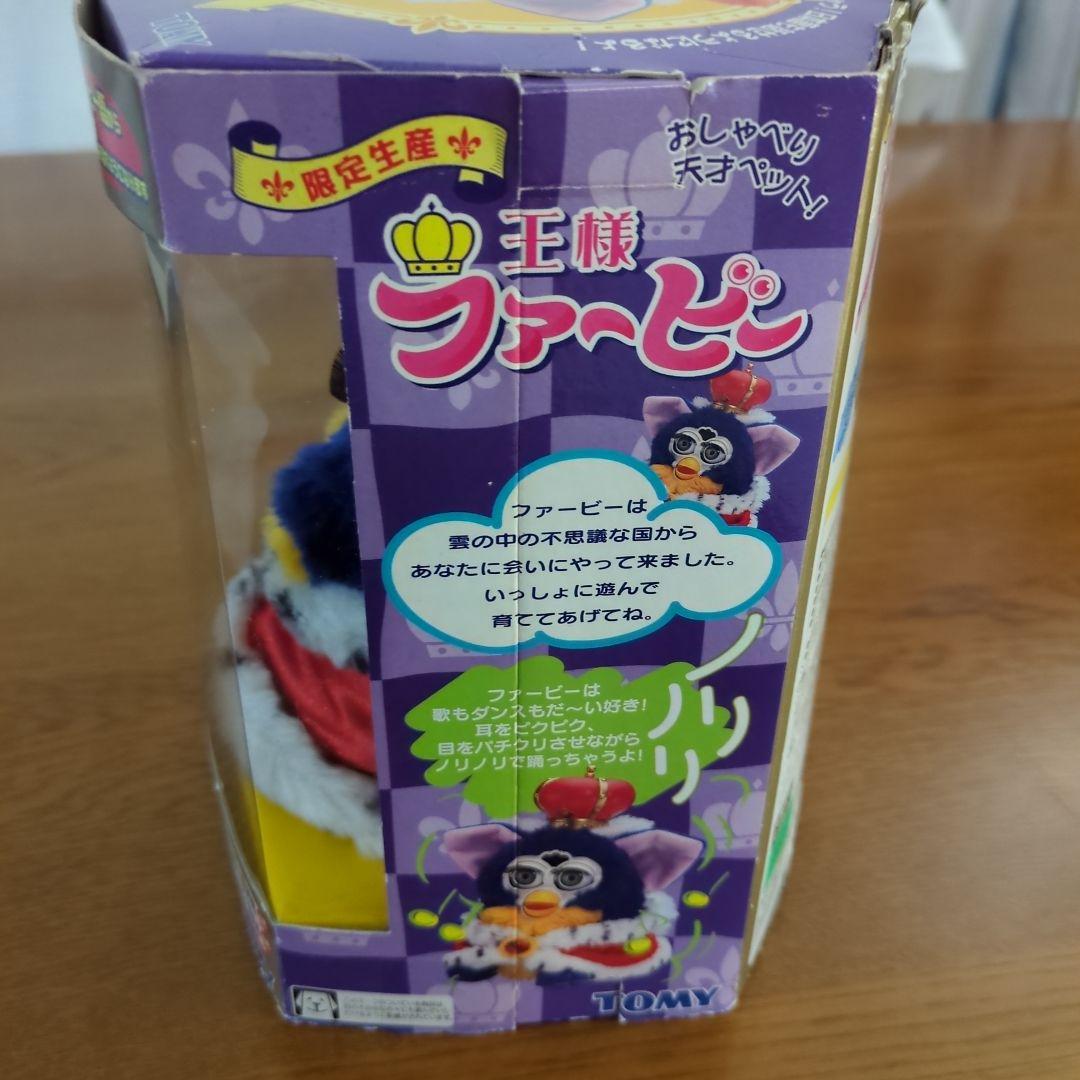 TOMY
限定生産
おしゃべり
天才ペット!
王様
ファービー
ファービーは
雲の中の不思議な国から
あなたに会いにやって来ました。
いっしょに遊んで
育ててあげてね。
ファービーは
歌もダンスもだ〜い好き!
耳をピクピク、
目をパチクリさせながら
ノリノリで踊っちゃうよ!
ノリノリ
TOMY